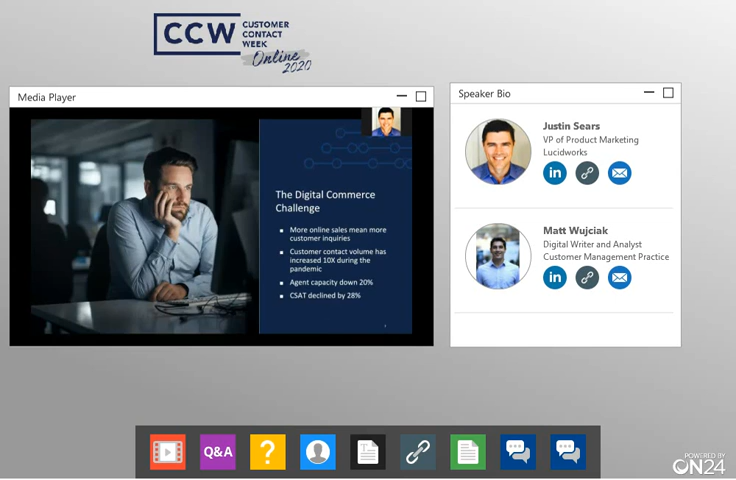 CCW CUSTOMER
CONTACT
WEEK
Online
2020
Media Player
The Digital Commerce
Challenge
More online sales mean more
customer inquiries
Customer contact volume has
increased 10X during the
pandemic
Agent capacity down 20%
CSAT declined by 28%
Speaker Bio
Justin Sears
VP of Product Marketing
Lucidworks
in
Matt Wujciak
Digital Writer and Analyst
Customer Management Practice
in
Q&A
?
POWERED BY
ON24